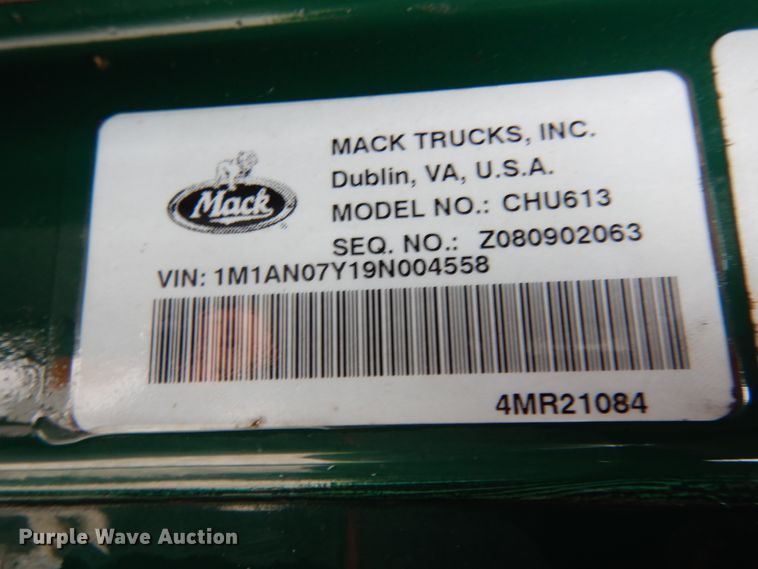 MACK TRUCKS, INC.
Dublin, VA, U.S.A.
Mack
MODEL NO.: CHU613
SEQ. NO.: Z080902063
VIN: 1M1AN07Y19N004558
4MR21084
Purple Wave Auction